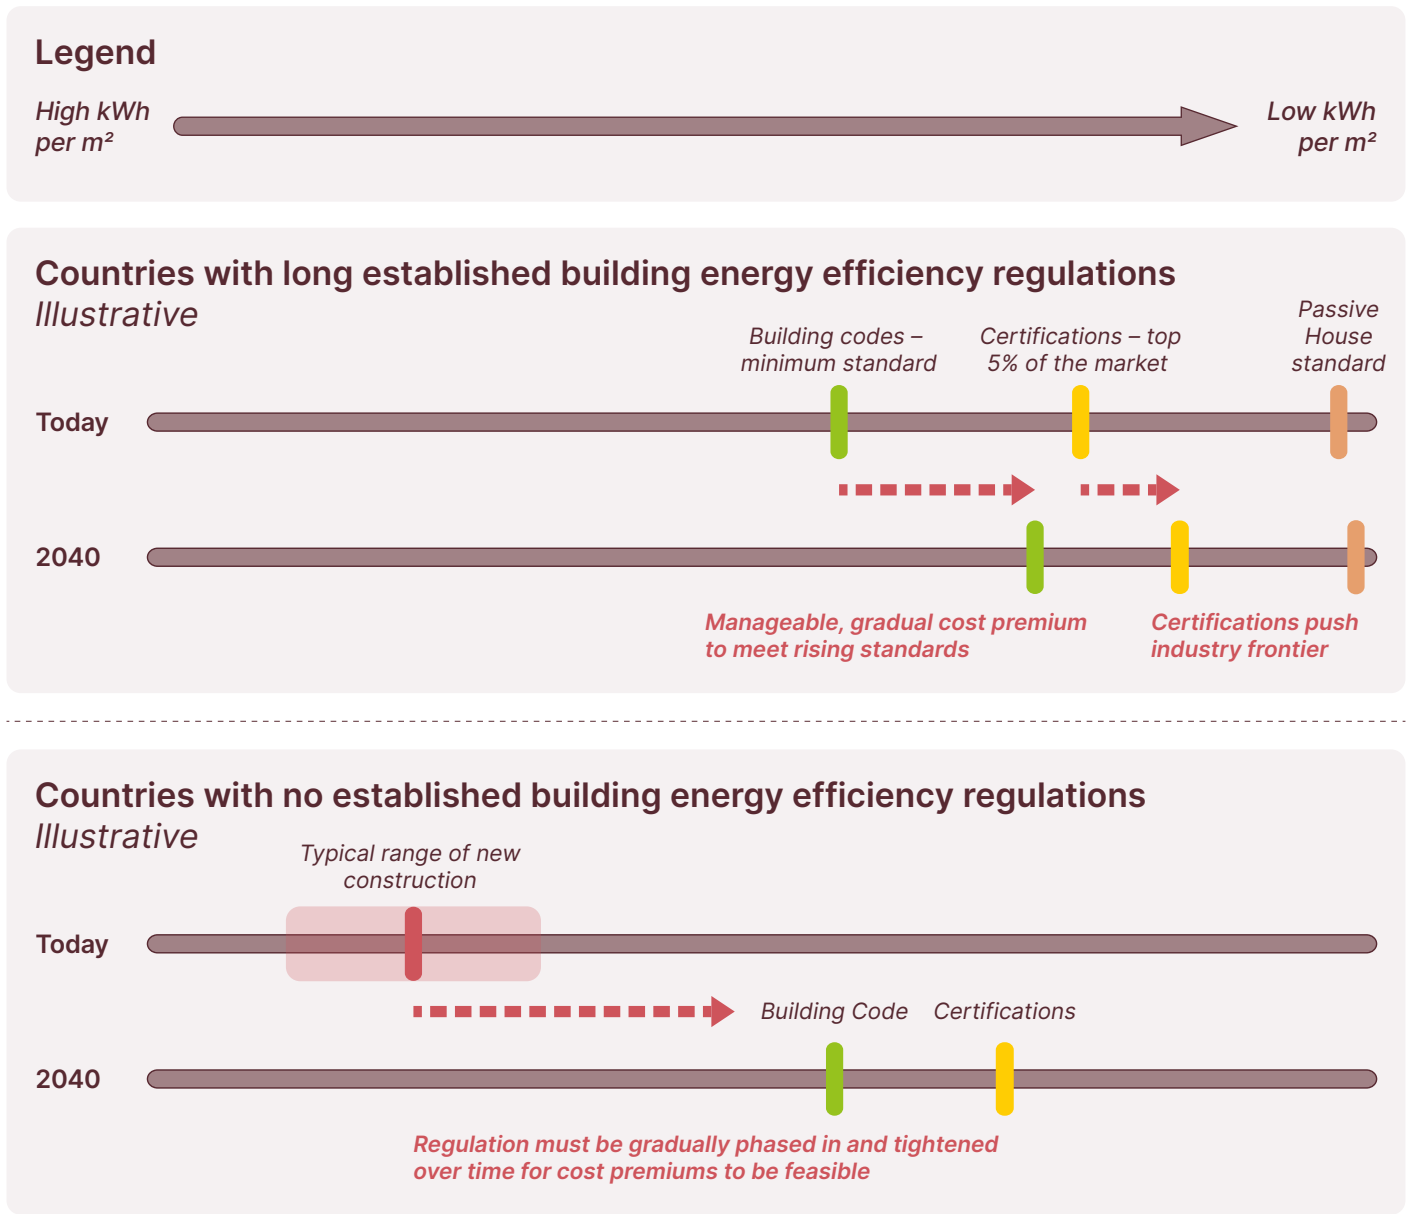 Legend
High kWh
per m²
Low kWh
per m²
Countries with long established building energy efficiency regulations
Illustrative
Building codes –
minimum standard
Certifications – top
5% of the market
Passive
House
standard
Today
2040
Manageable, gradual cost premium
to meet rising standards
Certifications push
industry frontier
Countries with no established building energy efficiency regulations
Illustrative
Typical range of new
construction
Today
Building Code
Certifications
2040
Regulation must be gradually phased in and tightened
over time for cost premiums to be feasible